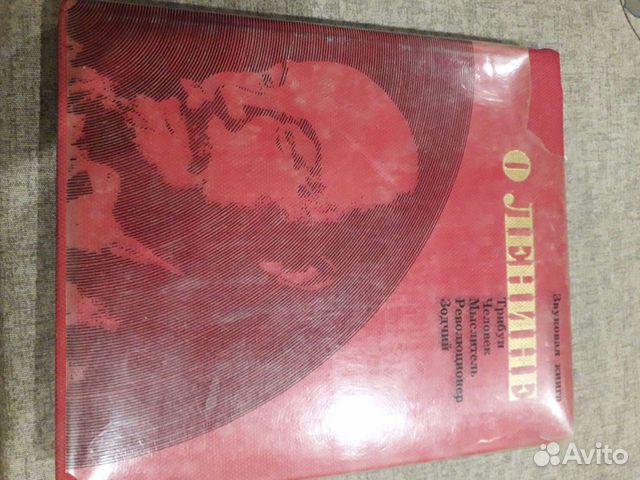 Звуковая книга
О ЛЕНИНЕ
Трибун
Человек
Мыслитель
Революционер
Зодчий
Avito